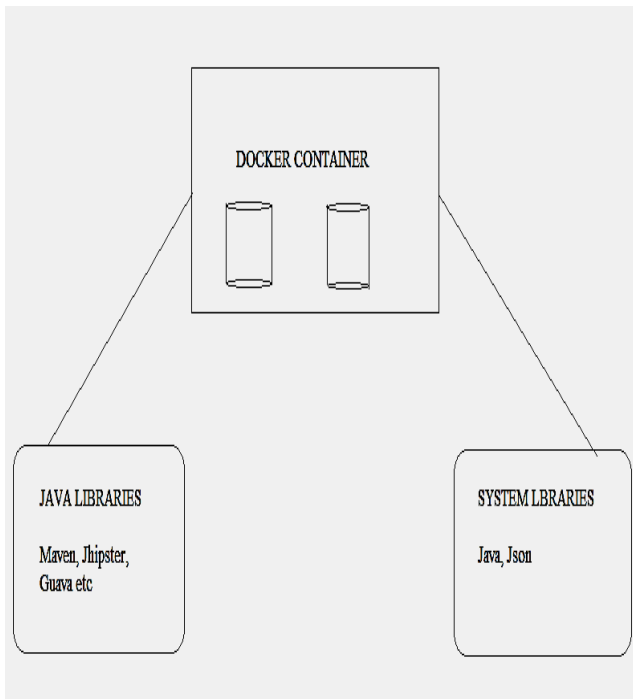 DOCKER CONTAINER
JAVA LIBRARIES
Maven, Jhipster,
Guava etc
SYSTEM LBRARIES
Java, Json